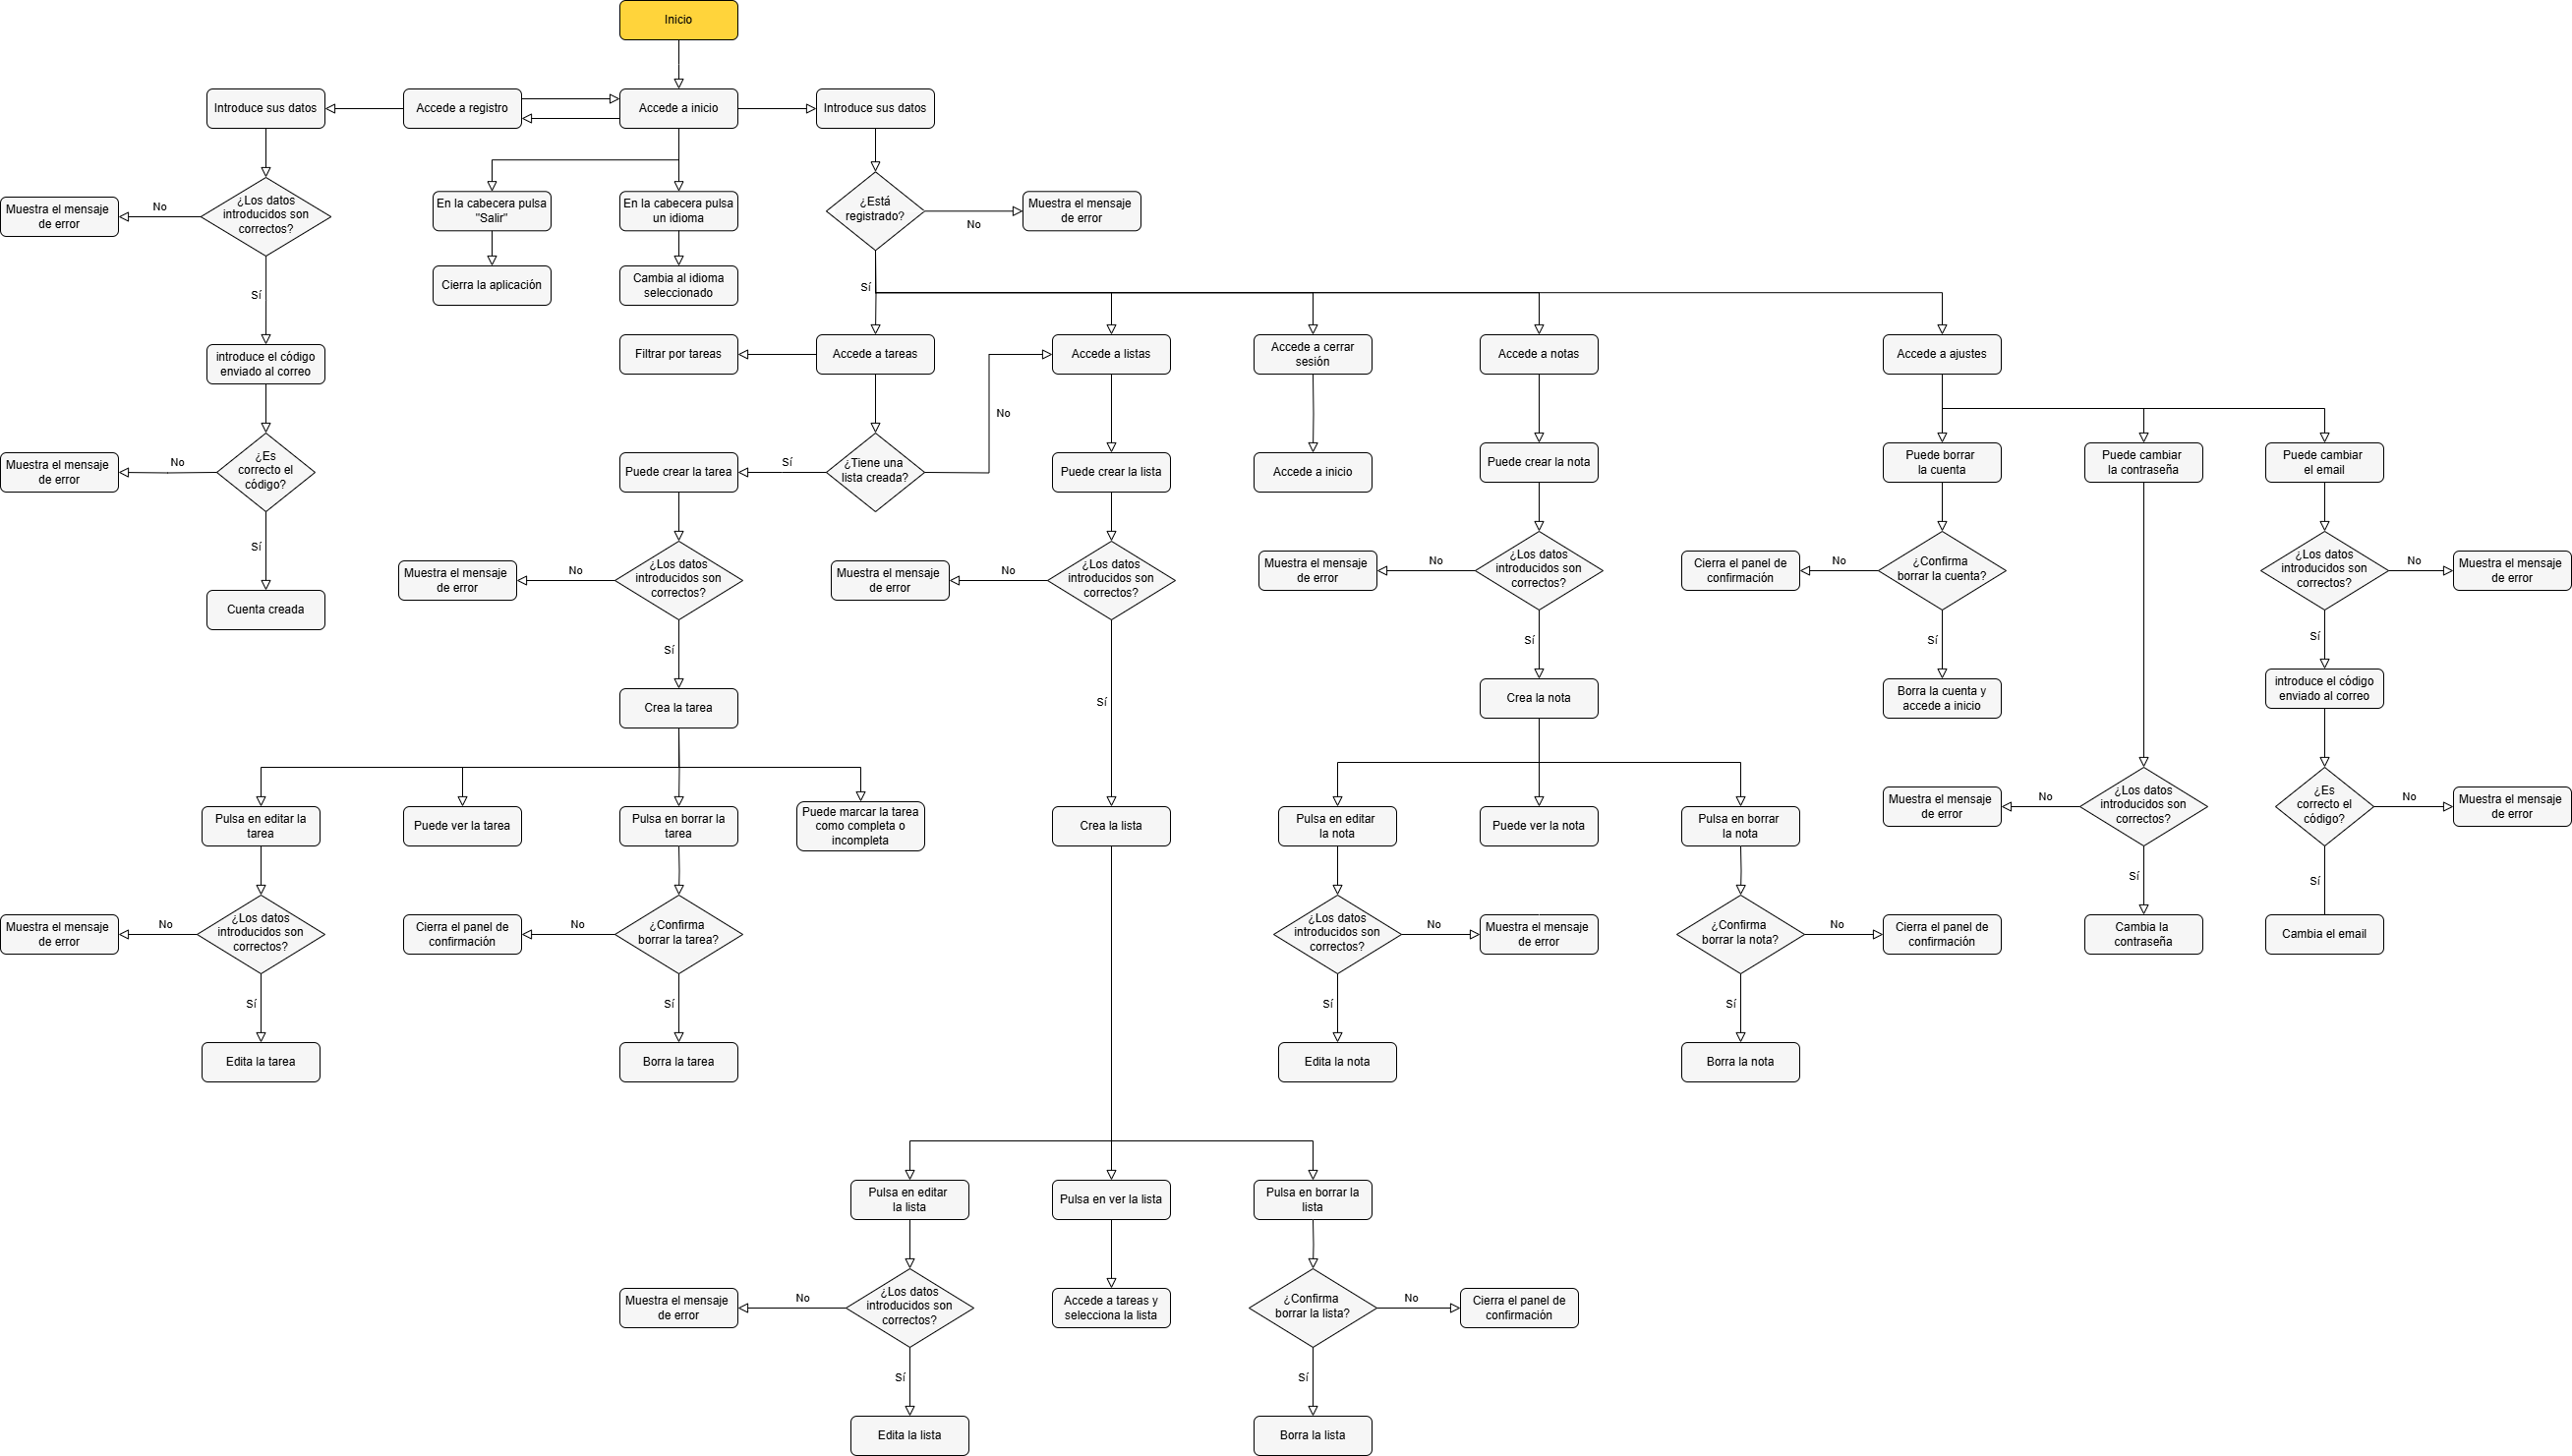 Inicio
Introduce sus datos
Accede a registro
Accede a inicio
Introduce sus datos
Muestra el mensaje
de error
No
¿Los datos
introducidos son
correctos?
En la cabecera pulsa
"Salir"
En la cabecera pulsa
un idioma
¿Está
registrado?
No
Muestra el mensaje
de error
Sí
Cierra la aplicación
Cambia al idioma
seleccionado
Sí
introduce el código
enviado al correo
Filtrar por tareas
Accede a tareas
Accede a listas
Accede a cerrar
sesión
Accede a notas
Accede a ajustes
No
Muestra el mensaje
de error
No
¿Es
correcto el
código?
Puede crear la tarea
Sí
¿Tiene una
lista creada?
Puede crear la lista
Accede a inicio
Puede crear la nota
Puede borrar
la cuenta
Puede cambiar
la contraseña
Puede cambiar
el email
Sí
Cuenta creada
Muestra el mensaje
de error
No
¿Los datos
introducidos son
correctos?
Muestra el mensaje
de error
No
¿Los datos
introducidos son
correctos?
Muestra el mensaje
de error
No
¿Los datos
introducidos son
correctos?
Cierra el panel de
confirmación
No
¿Confirma
borrar la cuenta?
¿Los datos
introducidos son
correctos?
No
Muestra el mensaje
de error
Sí
Sí
Sí
Sí
Sí
Crea la tarea
Crea la nota
Borra la cuenta y
accede a inicio
introduce el código
enviado al correo
Pulsa en editar la
tarea
Puede ver la tarea
Pulsa en borrar la
tarea
Puede marcar la tarea
como completa o
incompleta
Crea la lista
Pulsa en editar
la nota
Puede ver la nota
Pulsa en borrar
la nota
Muestra el mensaje
de error
No
¿Los datos
introducidos son
correctos?
¿Es
correcto el
código?
No
Muestra el mensaje
de error
Sí
Sí
Muestra el mensaje
de error
No
¿Los datos
introducidos son
correctos?
Cierra el panel de
confirmación
No
¿Confirma
borrar la tarea?
¿Los datos
introducidos son
correctos?
No
Muestra el mensaje
de error
¿Confirma
borrar la nota?
No
Cierra el panel de
confirmación
Cambia la
contraseña
Cambia el email
Sí
Sí
Sí
Sí
Edita la tarea
Borra la tarea
Edita la nota
Borra la nota
Pulsa en editar
la lista
Pulsa en ver la lista
Pulsa en borrar la
lista
Muestra el mensaje
de error
No
¿Los datos
introducidos son
correctos?
Accede a tareas y
selecciona la lista
¿Confirma
borrar la lista?
No
Cierra el panel de
confirmación
Sí
Sí
Edita la lista
Borra la lista